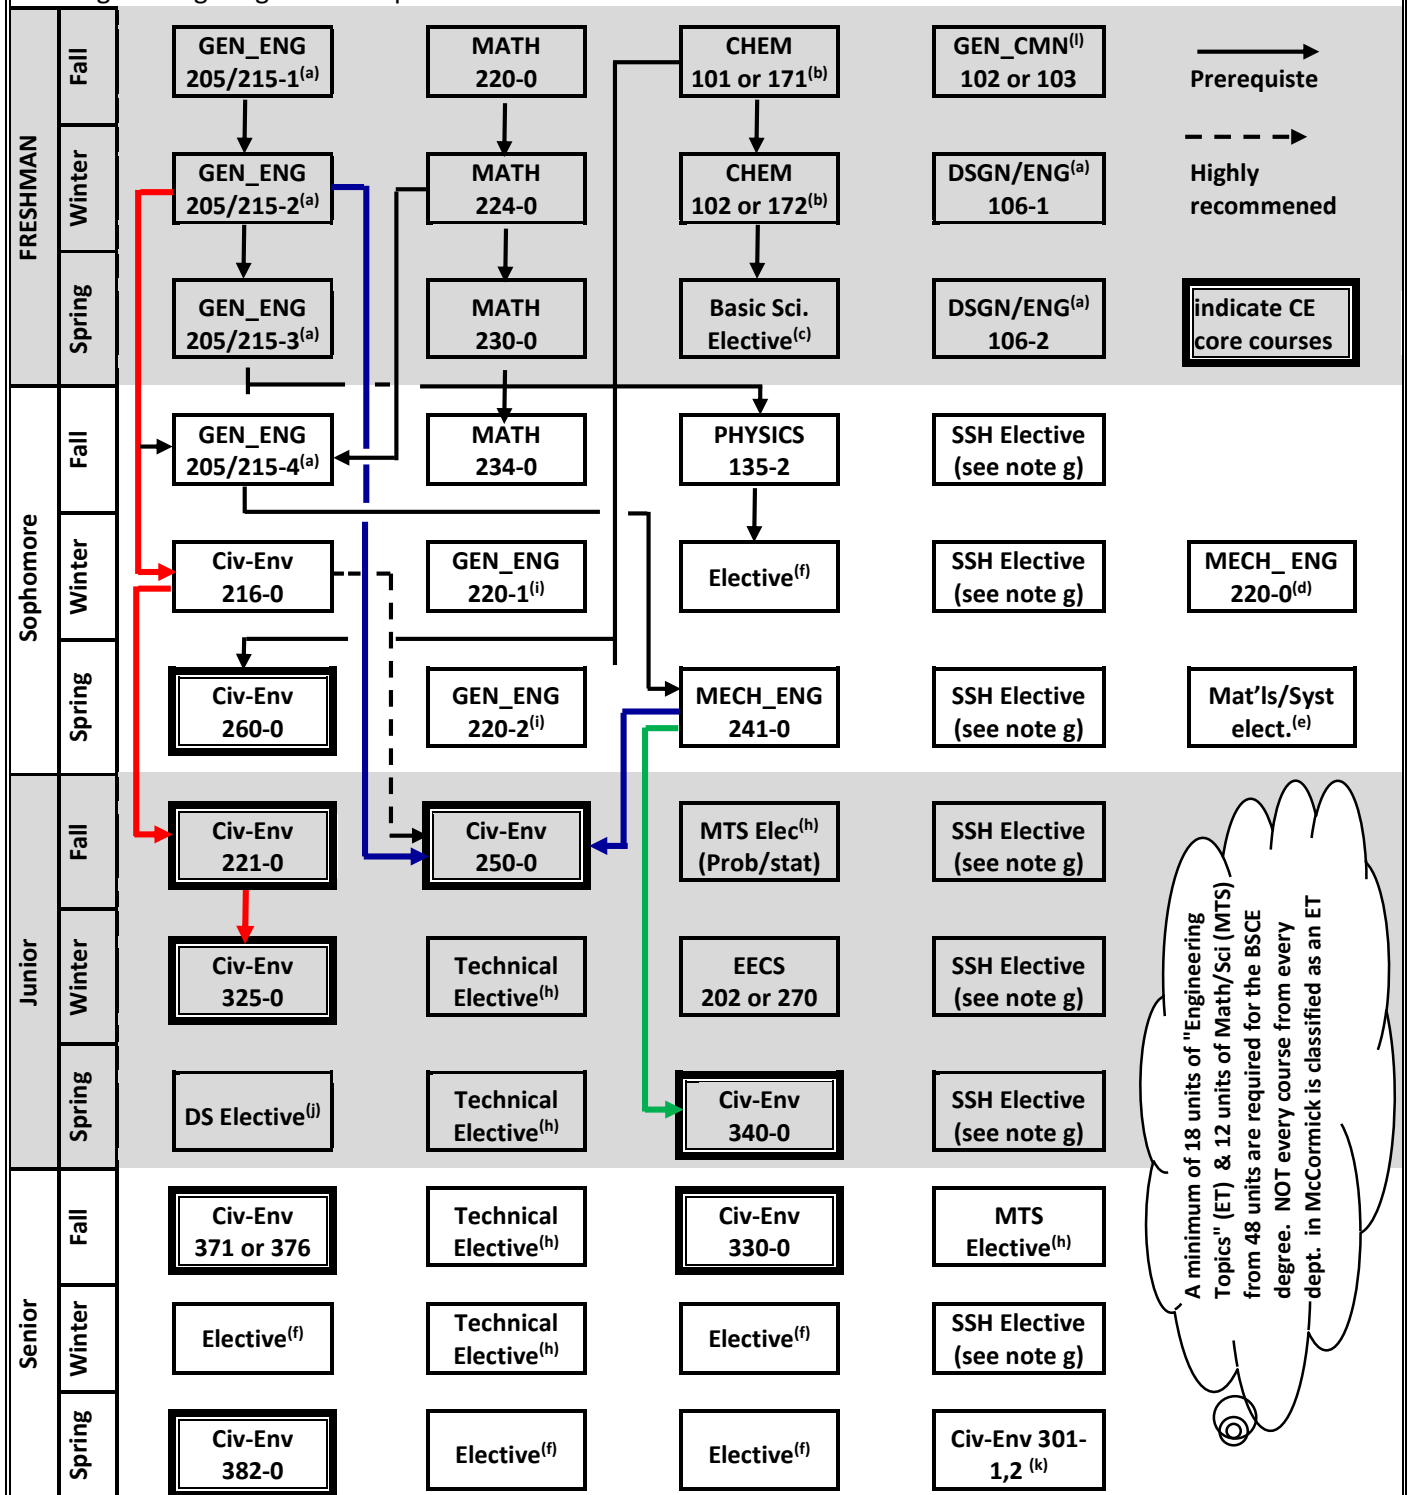 FRESHMAN
Fall
GEN_ENG
205/215-1(a)
MATH
220-0
CHEM
101 or 171(b)
GEN_CMN(l)
102 or 103
Prerequiste
Winter
GEN_ENG
205/215-2(a)
MATH
224-0
CHEM
102 or 172(b)
DSGN/ENG(a)
106-1
Highly
recommened
Spring
GEN_ENG
205/215-3(a)
MATH
230-0
Basic Sci.
Elective(c)
DSGN/ENG(a)
106-2
indicate CE
core courses
Sophomore
Fall
GEN_ENG
205/215-4(a)
MATH
234-0
PHYSICS
135-2
SSH Elective
(see note g)
Winter
Civ-Env
216-0
GEN_ENG
220-1(i)
Elective(f)
SSH Elective
(see note g)
MECH_ ENG
220-0(d)
Spring
Civ-Env
260-0
GEN_ENG
220-2(i)
MECH_ENG
241-0
SSH Elective
(see note g)
Mat’ls/Syst
elect.(e)
Junior
Fall
Civ-Env
221-0
Civ-Env
250-0
MTS Elec(h)
(Prob/stat)
SSH Elective
(see note g)
Winter
Civ-Env
325-0
Technical
Elective(h)
EECS
202 or 270
SSH Elective
(see note g)
Spring
DS Elective(j)
Technical
Elective(h)
Civ-Env
340-0
SSH Elective
(see note g)
A minimum of 18 units of "Engineering
Topics" (ET) & 12 units of Math/Sci (MTS)
from 48 units are required for the BSCE
degree. NOT every course from every
dept. in McCormick is classified as an ET
Senior
Fall
Civ-Env
371 or 376
Technical
Elective(h)
Civ-Env
330-0
MTS
Elective(h)
Winter
Elective(f)
Technical
Elective(h)
Elective(f)
SSH Elective
(see note g)
Spring
Civ-Env
382-0
Elective(f)
Elective(f)
Civ-Env 301-
1,2 (k)